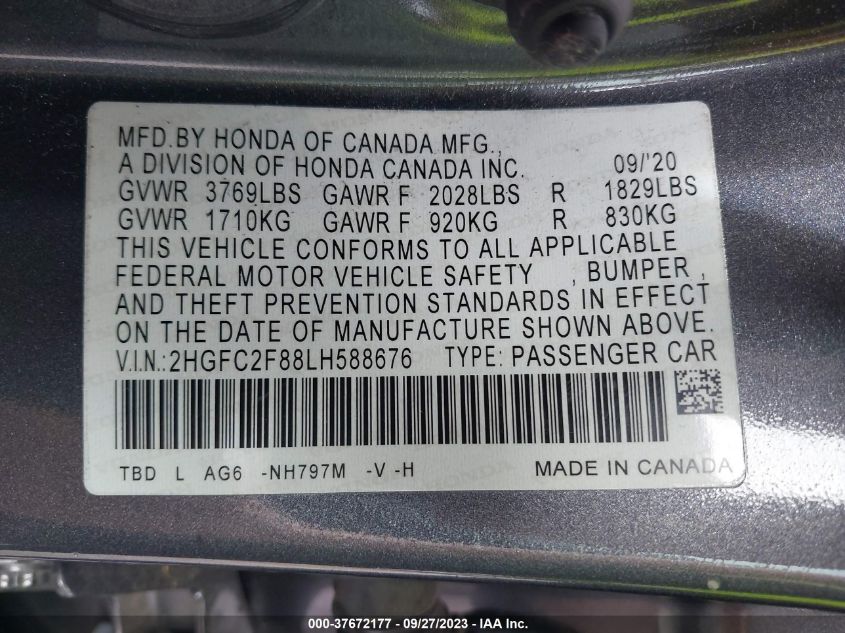 MFD.BY HONDA OF CANADA MFG.,
A DIVISION OF HONDA CANADA INC. 09/'20
GVWR 3769LBS GAWR F 2028LBS R 1829LBS
GVWR 1710KG GAWR F 920KG R 830KG
THIS VEHICLE CONFORMS TO ALL APPLICABLE
FEDERAL MOTOR VEHICLE SAFETY , BUMPER ,
AND THEFT PREVENTION STANDARDS IN EFFECT
ON THE DATE OF MANUFACTURE SHOWN ABOVE.
V.I.N.:2HGFC2F88LH588676 TYPE: PASSENGER CAR
TBD L AG6 -NH797M -V -H MADE IN CANADA
000-37672177 - 09/27/2023 - IAA Inc.